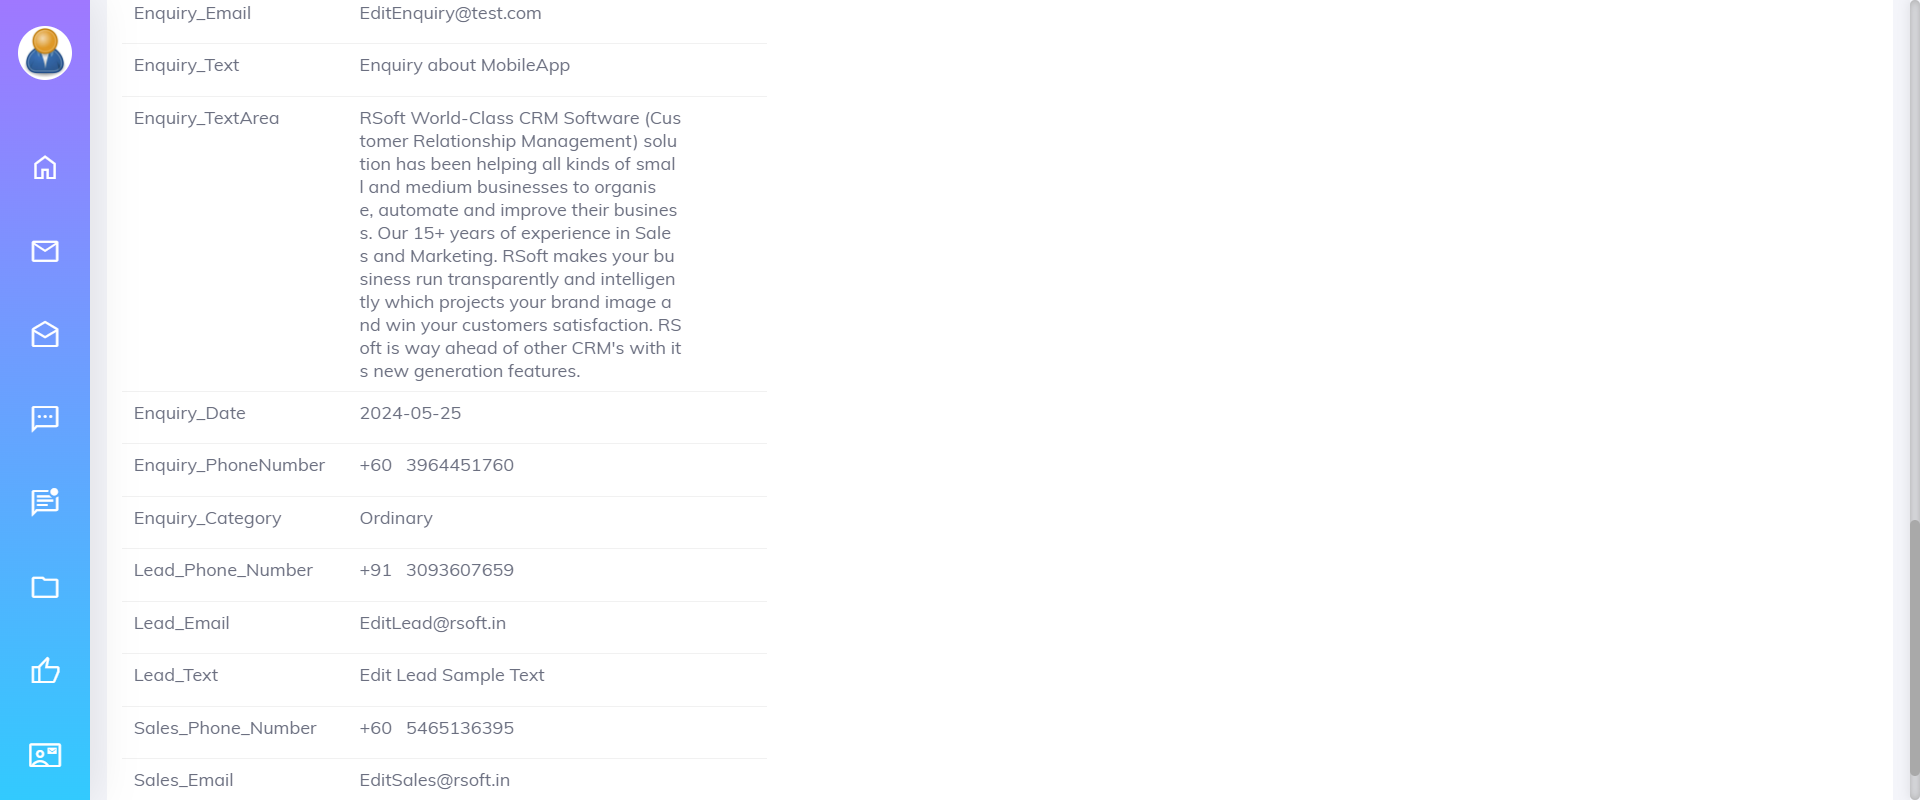 Enquiry_Email EditEnquiry@test.com
Enquiry_Text Enquiry about MobileApp
Enquiry_TextArea RSoft World-Class CRM Software (Cus
tomer Relationship Management) solu
tion has been helping all kinds of smal
l and medium businesses to organis
e, automate and improve their busines
s. Our 15+ years of experience in Sale
s and Marketing. RSoft makes your bu
siness run transparently and intelligen
tly which projects your brand image a
nd win your customers satisfaction. RS
oft is way ahead of other CRM's with it
s new generation features.
Enquiry_Date 2024-05-25
Enquiry_PhoneNumber +60 3964451760
Enquiry_Category Ordinary
Lead_Phone_Number +91 3093607659
Lead_Email EditLead@rsoft.in
Lead_Text Edit Lead Sample Text
Sales_Phone_Number +60 5465136395
Sales_Email EditSales@rsoft.in